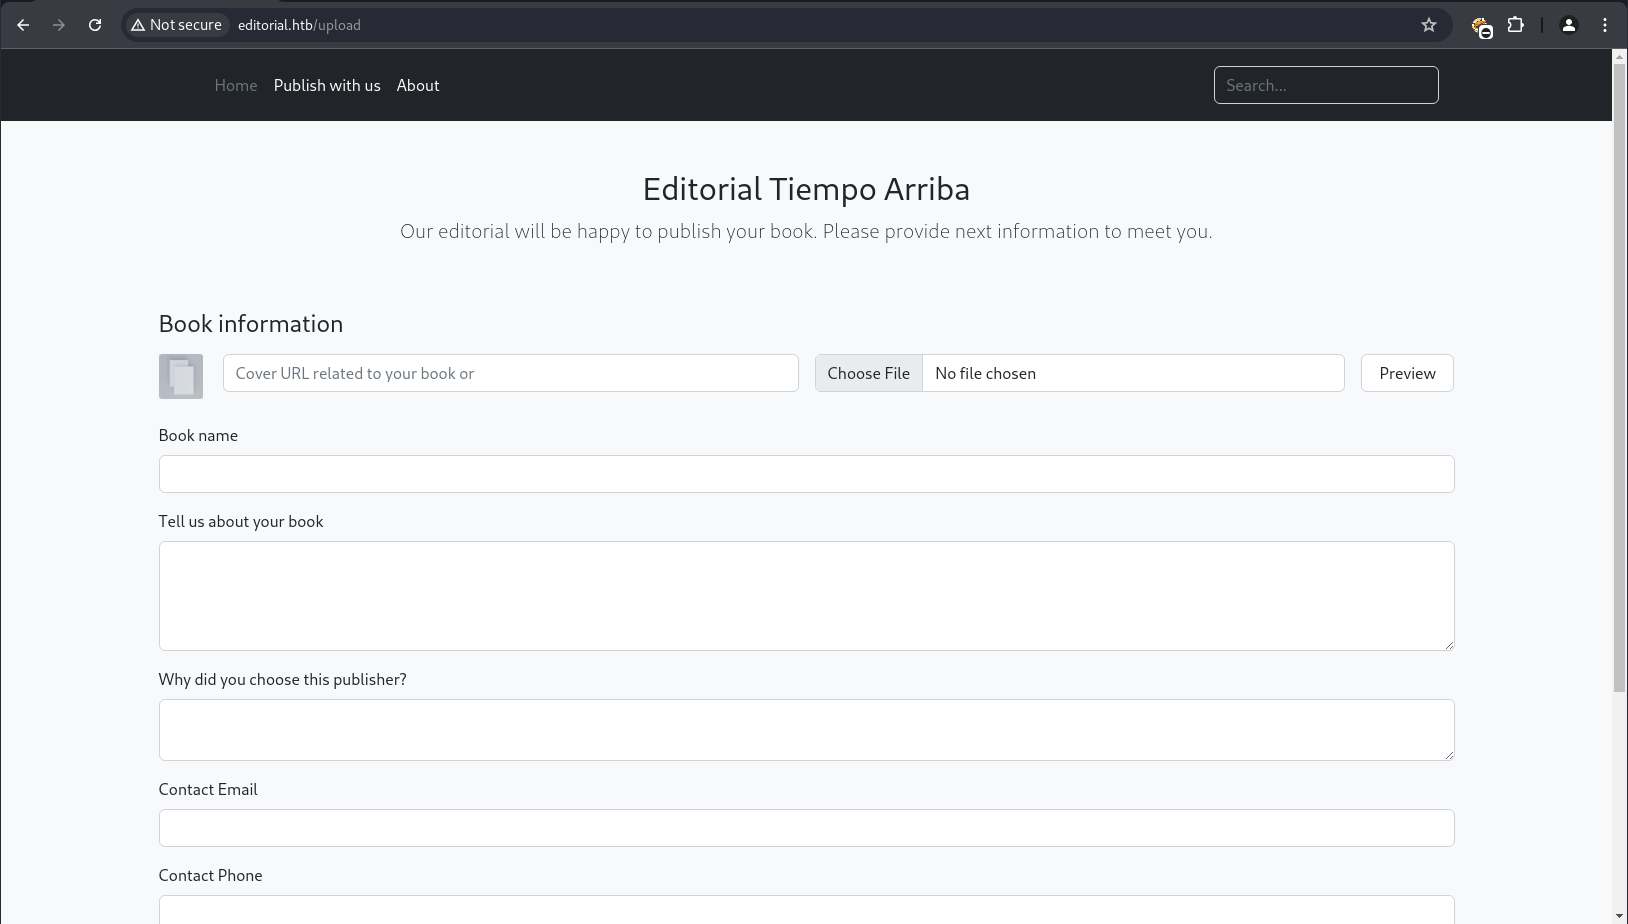 Not secure editorial.htb/upload
Home Publish with us About Search...
Editorial Tiempo Arriba
Our editorial will be happy to publish your book. Please provide next information to meet you.
Book information
Cover URL related to your book or Choose File No file chosen Preview
Book name
Tell us about your book
Why did you choose this publisher?
Contact Email
Contact Phone